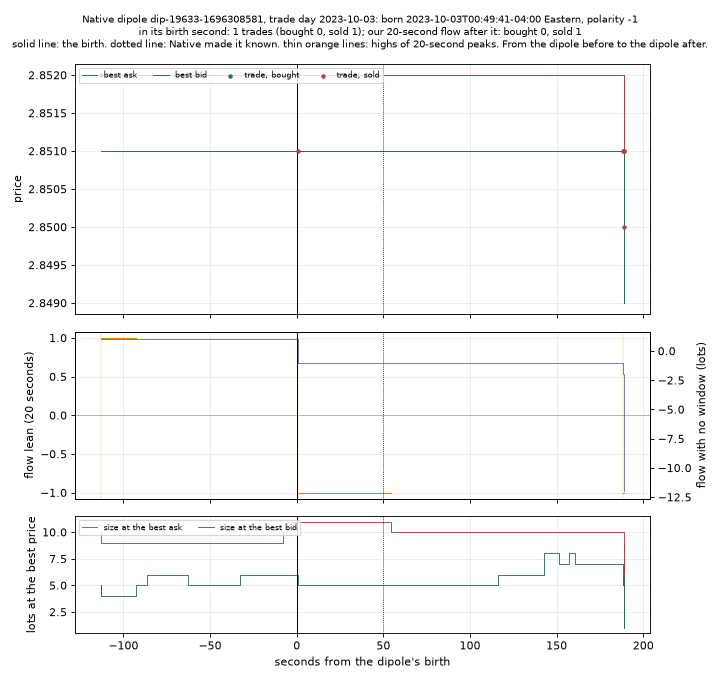 Native dipole dip-19633-1696308581, trade day 2023-10-03: born 2023-10-03T00:49:41-04:00 Eastern, polarity -1
in its birth second: 1 trades (bought 0, sold 1); our 20-second flow after it: bought 0, sold 1
solid line: the birth. dotted line: Native made it known. thin orange lines: highs of 20-second peaks. From the dipole before to the dipole after.
best ask best bid trade, bought trade, sold
2.8520
2.8510
2.8505
2.8500
2.8495
2.8490
price
1.0
0.5
0.0
−0.5
−1.0
flow lean (20 seconds)
0.0
−2.5
−5.0
−7.5
−10.0
−12.5
flow with no window (lots)
size at the best ask size at the best bid
10.0
7.5
5.0
2.5
lots at the best price
−100 −50 0 50 100 150 200
seconds from the dipole's birth